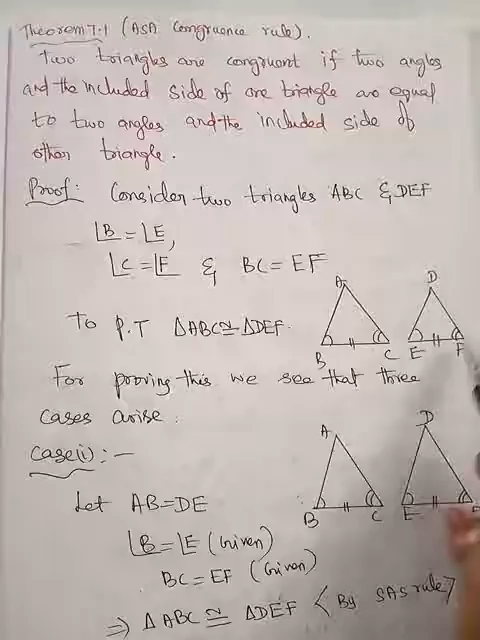 Theorem 7.1 (ASA Congruence rule).
Two triangles are congruent if two angles
and the included side of one triangle are equal
to two angles and the included side of
other triangle.
Proof: Consider two triangles ABC & DEF
∠B = ∠E,
∠C = ∠F & BC = EF
To P.T ΔABC ≅ ΔDEF.
A D
B C E F
For proving this we see that three
cases arise.
Case(i):—
A D
B C E
Let AB = DE
∠B = ∠E (Given)
BC = EF (Given)
⇒ Δ ABC ≅ ΔDEF < By SAS rule>